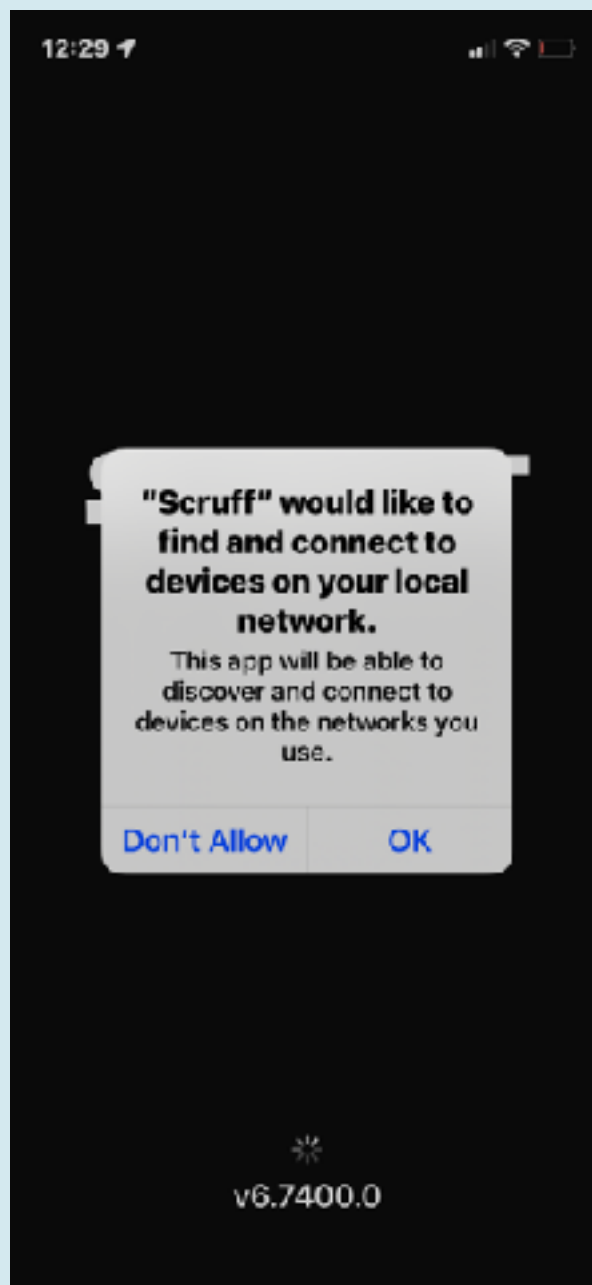 12:29
"Scruff" would like to
find and connect to
devices on your local
network.
This app will be able to
discover and connect to
devices on the networks you
use.
Don't Allow
OK
v6.7400.0